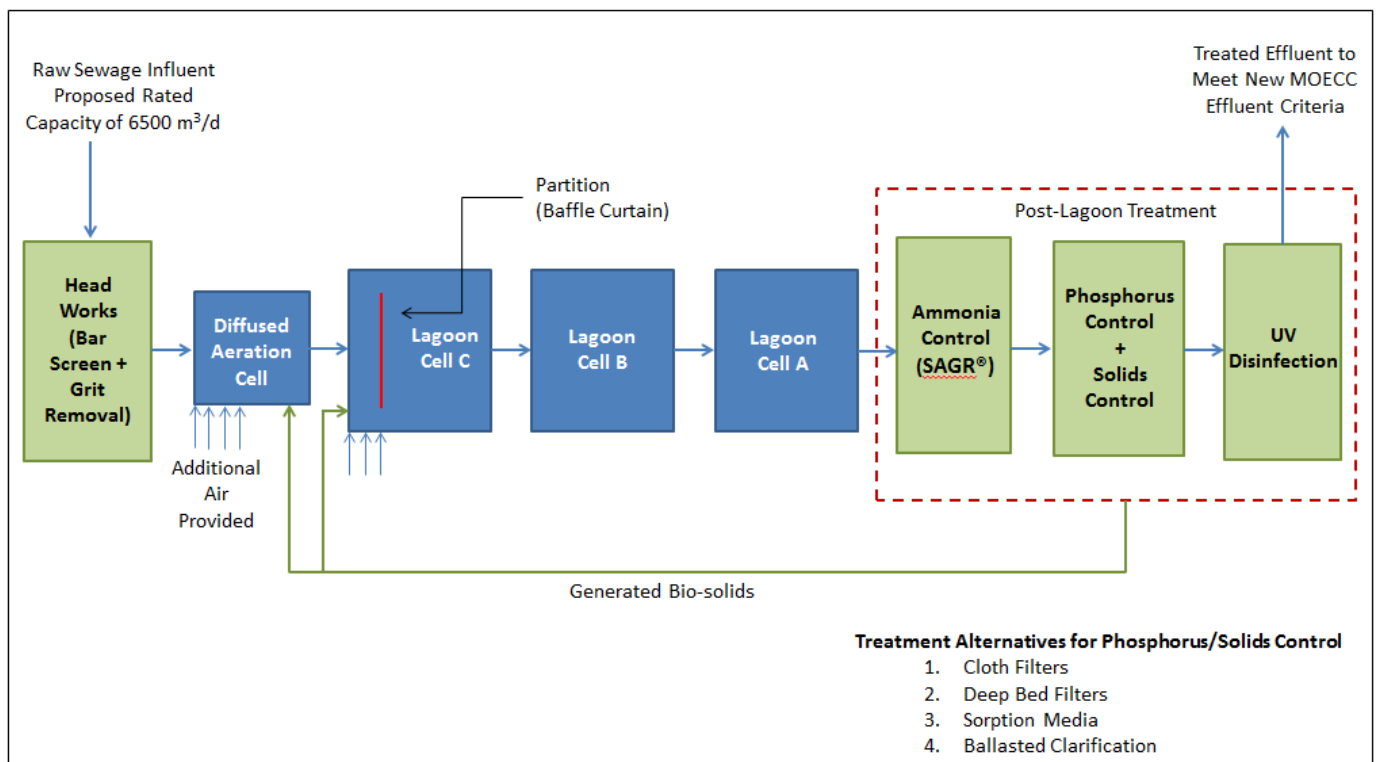 Raw Sewage Influent
Proposed Rated
Capacity of 6500 m³/d
Treated Effluent to
Meet New MOECC
Effluent Criteria
Partition
(Baffle Curtain)
Post-Lagoon Treatment
Head
Works
(Bar
Screen +
Grit
Removal)
Diffused
Aeration
Cell
Lagoon
Cell C
Lagoon
Cell B
Lagoon
Cell A
Ammonia
Control
(SAGR®)
Phosphorus
Control
+
Solids
Control
UV
Disinfection
Additional
Air
Provided
Generated Bio-solids
Treatment Alternatives for Phosphorus/Solids Control
1. Cloth Filters
2. Deep Bed Filters
3. Sorption Media
4. Ballasted Clarification